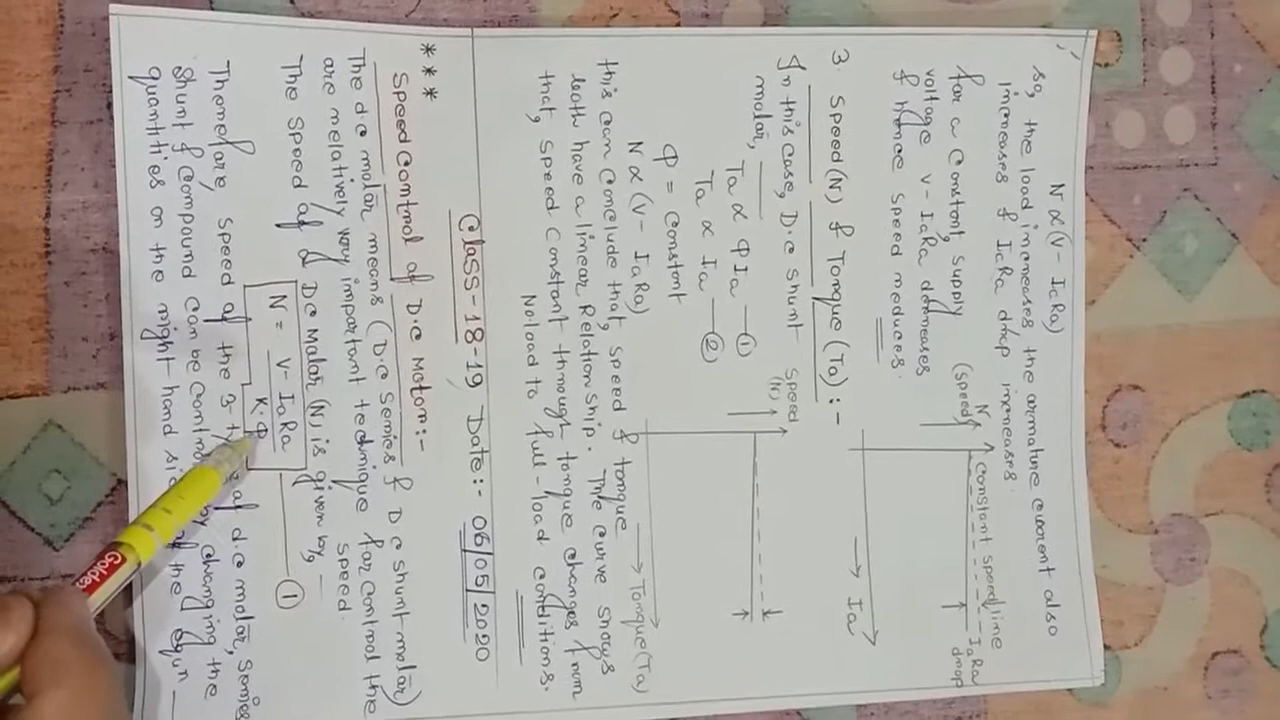 N ∝ (V - IaRa)
so, the load increases the armature current also
increases & IaRa drop increases.
for a constant supply
voltage V - IaRa decreases
& hence speed reduces.
N
(speed)
constant speed line
IaRa
drop
→ Ia
3. Speed (N) & Torque (Ta) :-
In this case, D.c shunt
motor,
Ta ∝ φ Ia — ①
Ta ∝ Ia — ②
φ = constant
N ∝ (V - IaRa)
speed
(N)
→ Torque (Ta)
this can conclude that, speed & torque
both have a linear Relationship. The curve shows
that, speed constant through torque changes from
No load to full - load conditions.
Class-18-19 Date:- 06/05/2020
***
Speed Control of D.c Motor:-
The dc motor means (D.c series & D c shunt motor)
are relatively very important technique for control the
speed.
The speed of DC Motor (N) is given by, —
N = V - IaRa / K.φ — ①
Therefore, speed of the 3- of d.c motor, series
shunt & compound can be by changing the
quantities on the right hand of the eqn —
Goldex